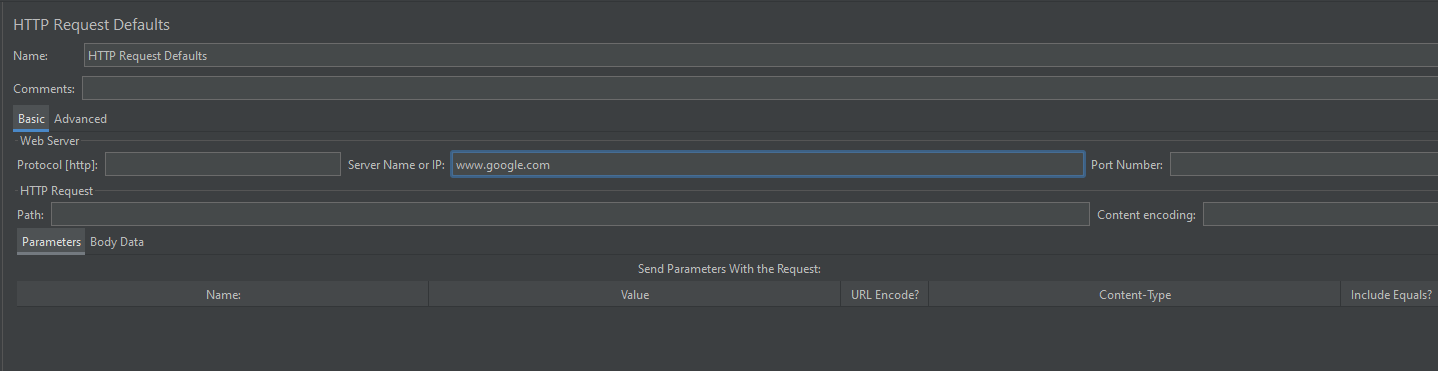 HTTP Request Defaults
Name: HTTP Request Defaults
Comments:
Basic Advanced
Web Server
Protocol [http]: Server Name or IP: www.google.com Port Number:
HTTP Request
Path: Content encoding:
Parameters Body Data
Send Parameters With the Request:
Name: Value URL Encode? Content-Type Include Equals?